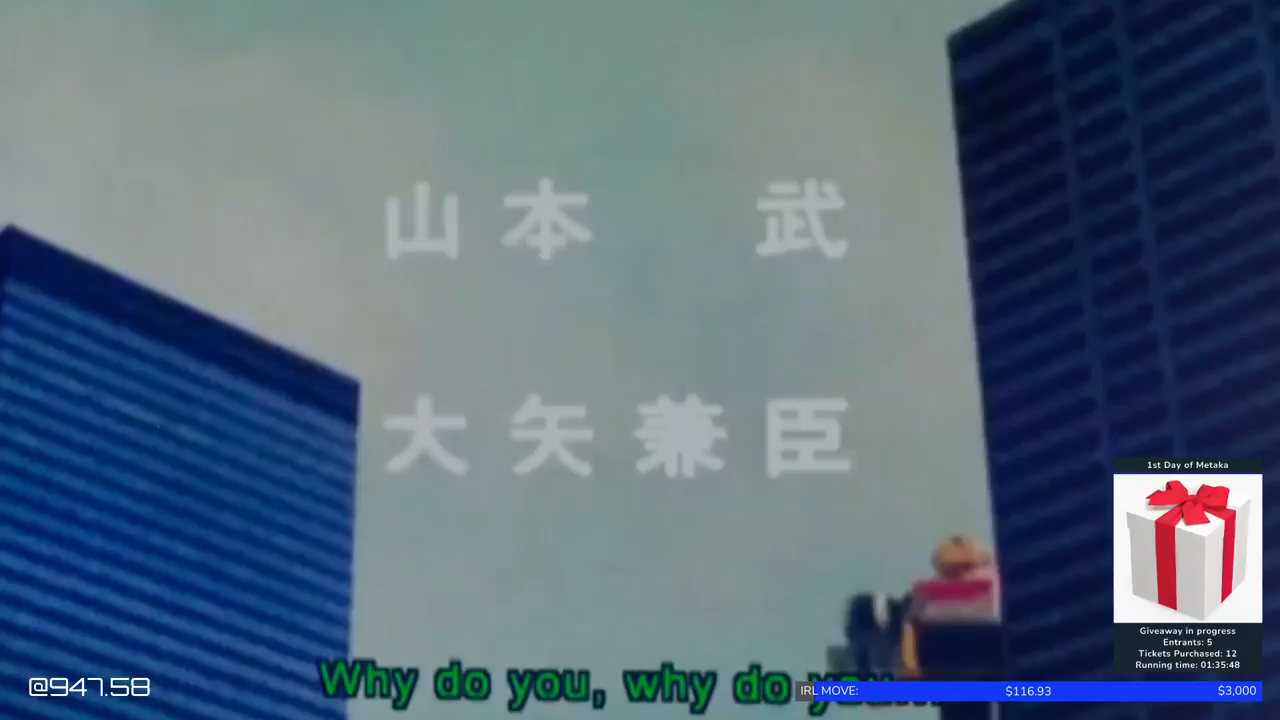 山本 武
大矢兼臣
1st Day of Metaka
Giveaway in progress
Entrants: 5
Tickets Purchased: 12
Running time: 01:35:48
Why do you, why do you...
@947.58
IRL MOVE: $116.93 $3,000